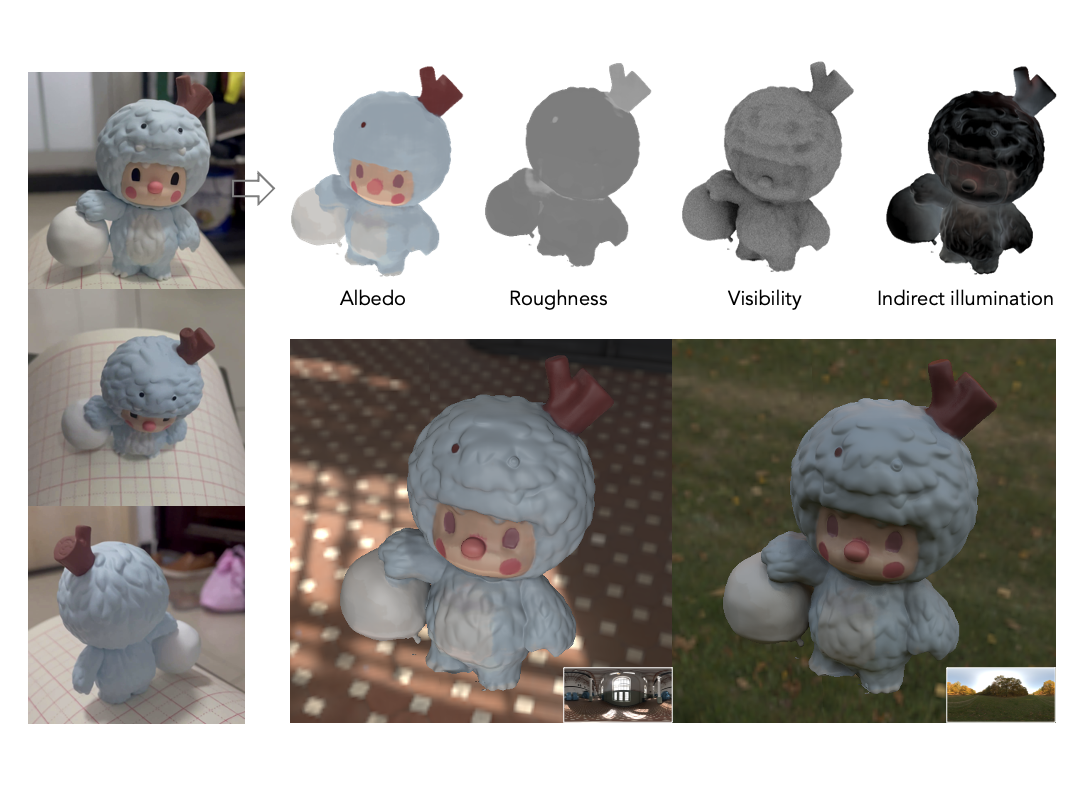 Albedo
Roughness
Visibility
Indirect illumination